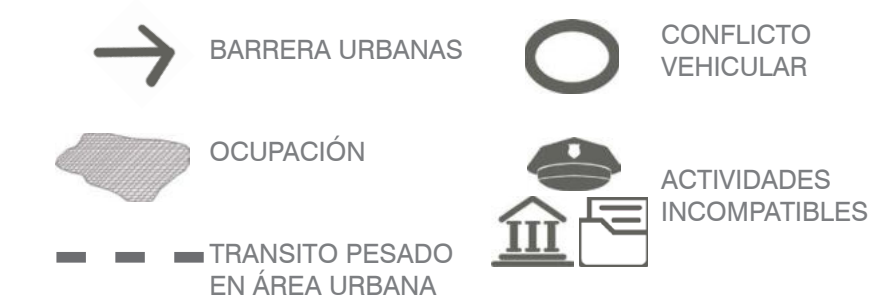 BARRERA URBANAS
OCUPACIÓN
TRANSITO PESADO
EN ÁREA URBANA
CONFLICTO
VEHICULAR
ACTIVIDADES
INCOMPATIBLES